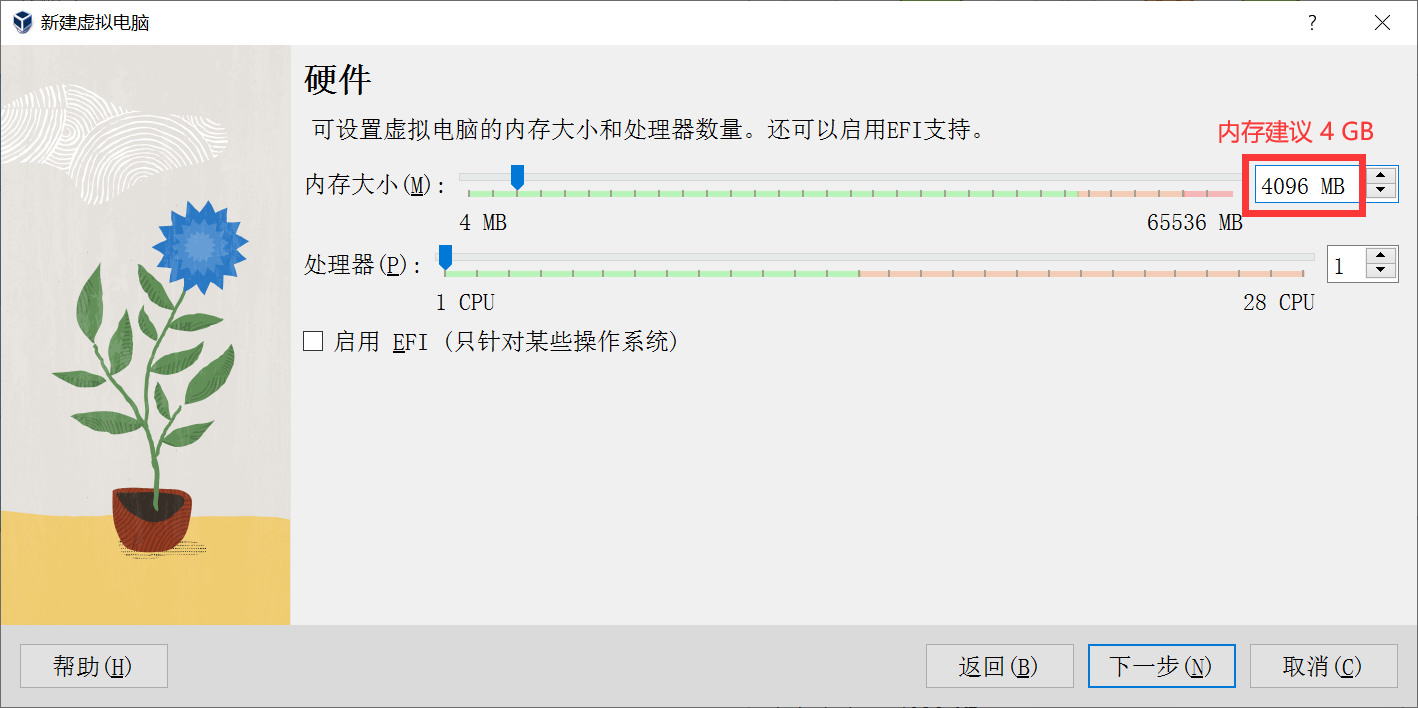 新建虚拟电脑
?
硬件
可设置虚拟电脑的内存大小和处理器数量。还可以启用EFI支持。
内存建议 4 GB
内存大小(M):
4096 MB
4 MB
65536 MB
处理器(P):
1
1 CPU
28 CPU
启用 EFI (只针对某些操作系统)
帮助(H)
返回(B)
下一步(N)
取消(C)